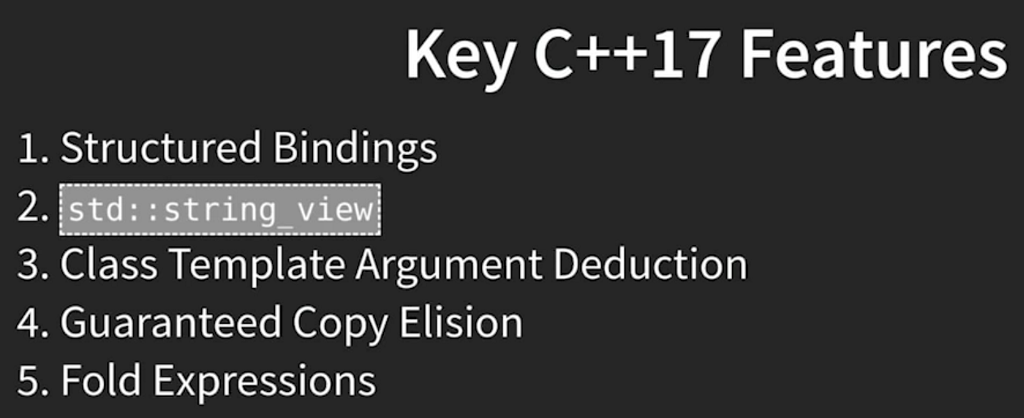 Key C++17 Features
1. Structured Bindings
2. std::string_view
3. Class Template Argument Deduction
4. Guaranteed Copy Elision
5. Fold Expressions